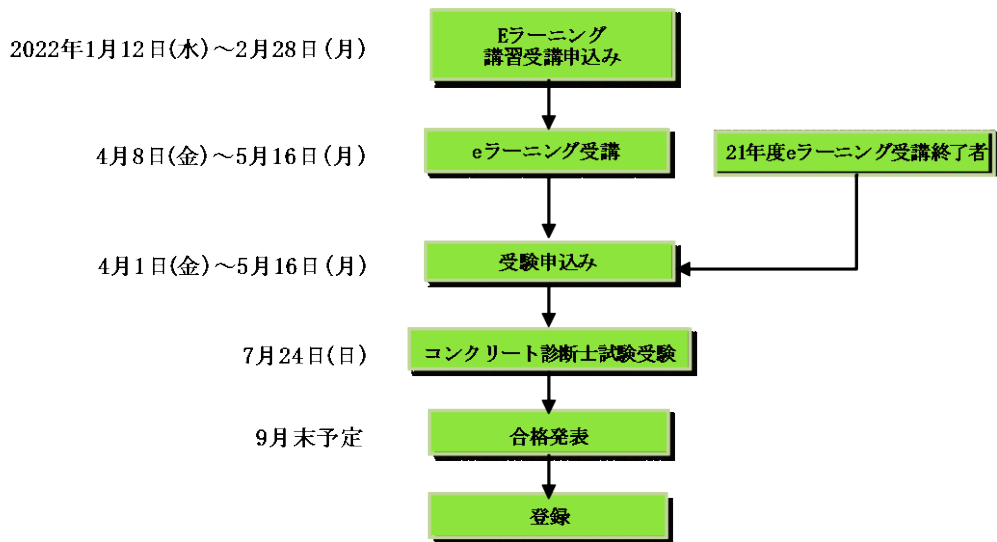 2022年1月12日(水)～2月28日(月)
Eラーニング
講習受講申込み
4月8日(金)～5月16日(月)
eラーニング受講
21年度eラーニング受講終了者
4月1日(金)～5月16日(月)
受験申込み
7月24日(日)
コンクリート診断士試験受験
9月末予定
合格発表
登録